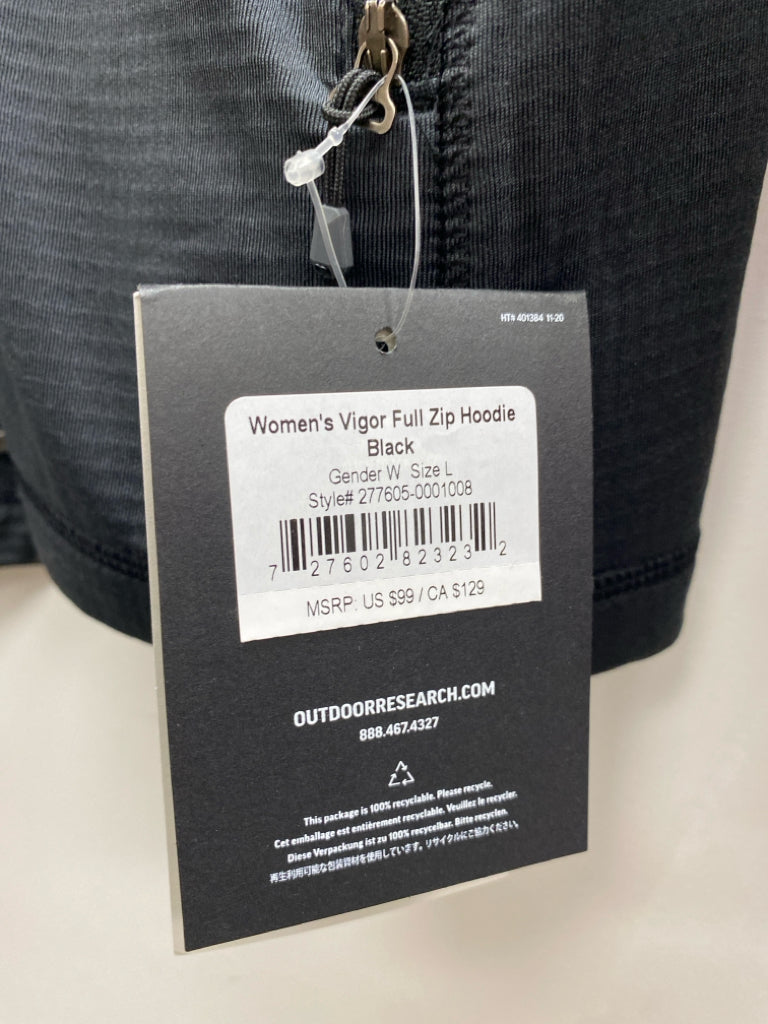 HT# 401384 11-20
Women's Vigor Full Zip Hoodie
Black
Gender W Size L
Style# 277605-0001008
7 27602 82323 2
MSRP: US $99 / CA $129
OUTDOORRESEARCH.COM
888.467.4327
This package is 100% recyclable. Please recycle.
Cet emballage est entièrement recyclable. Veuillez le recycler.
Diese Verpackung ist zu 100% recycelbar. Bitte recyceln.
再生利用可能な包装資材を使用しています。リサイクルにご協力ください。